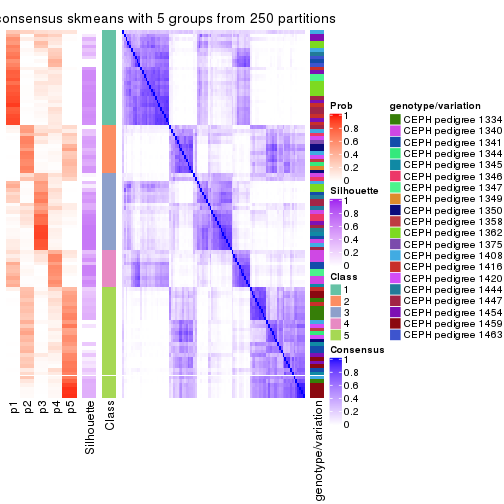 consensus skmeans with 5 groups from 250 partitions
p1
p2
p3
p4
p5
Silhouette
Class
genotype/variation
Prob
1
0.8
0.6
0.4
0.2
0
Silhouette
1
0.8
0.6
0.4
0.2
0
Class
1
2
3
4
5
Consensus
1
0.8
0.6
0.4
0.2
0
genotype/variation
CEPH pedigree 1334
CEPH pedigree 1340
CEPH pedigree 1341
CEPH pedigree 1344
CEPH pedigree 1345
CEPH pedigree 1346
CEPH pedigree 1347
CEPH pedigree 1349
CEPH pedigree 1350
CEPH pedigree 1358
CEPH pedigree 1362
CEPH pedigree 1375
CEPH pedigree 1408
CEPH pedigree 1416
CEPH pedigree 1420
CEPH pedigree 1444
CEPH pedigree 1447
CEPH pedigree 1454
CEPH pedigree 1459
CEPH pedigree 1463